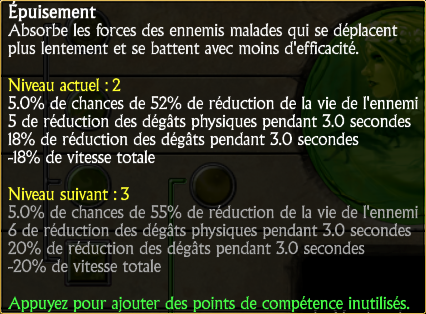 Épuisement
Absorbe les forces des ennemis malades qui se déplacent
plus lentement et se battent avec moins d'efficacité.
Niveau actuel : 2
5.0% de chances de 52% de réduction de la vie de l'ennemi
5 de réduction des dégâts physiques pendant 3.0 secondes
18% de réduction des dégâts pendant 3.0 secondes
-18% de vitesse totale
Niveau suivant : 3
5.0% de chances de 55% de réduction de la vie de l'ennemi
6 de réduction des dégâts physiques pendant 3.0 secondes
20% de réduction des dégâts pendant 3.0 secondes
-20% de vitesse totale
Appuyez pour ajouter des points de compétence inutilisés.